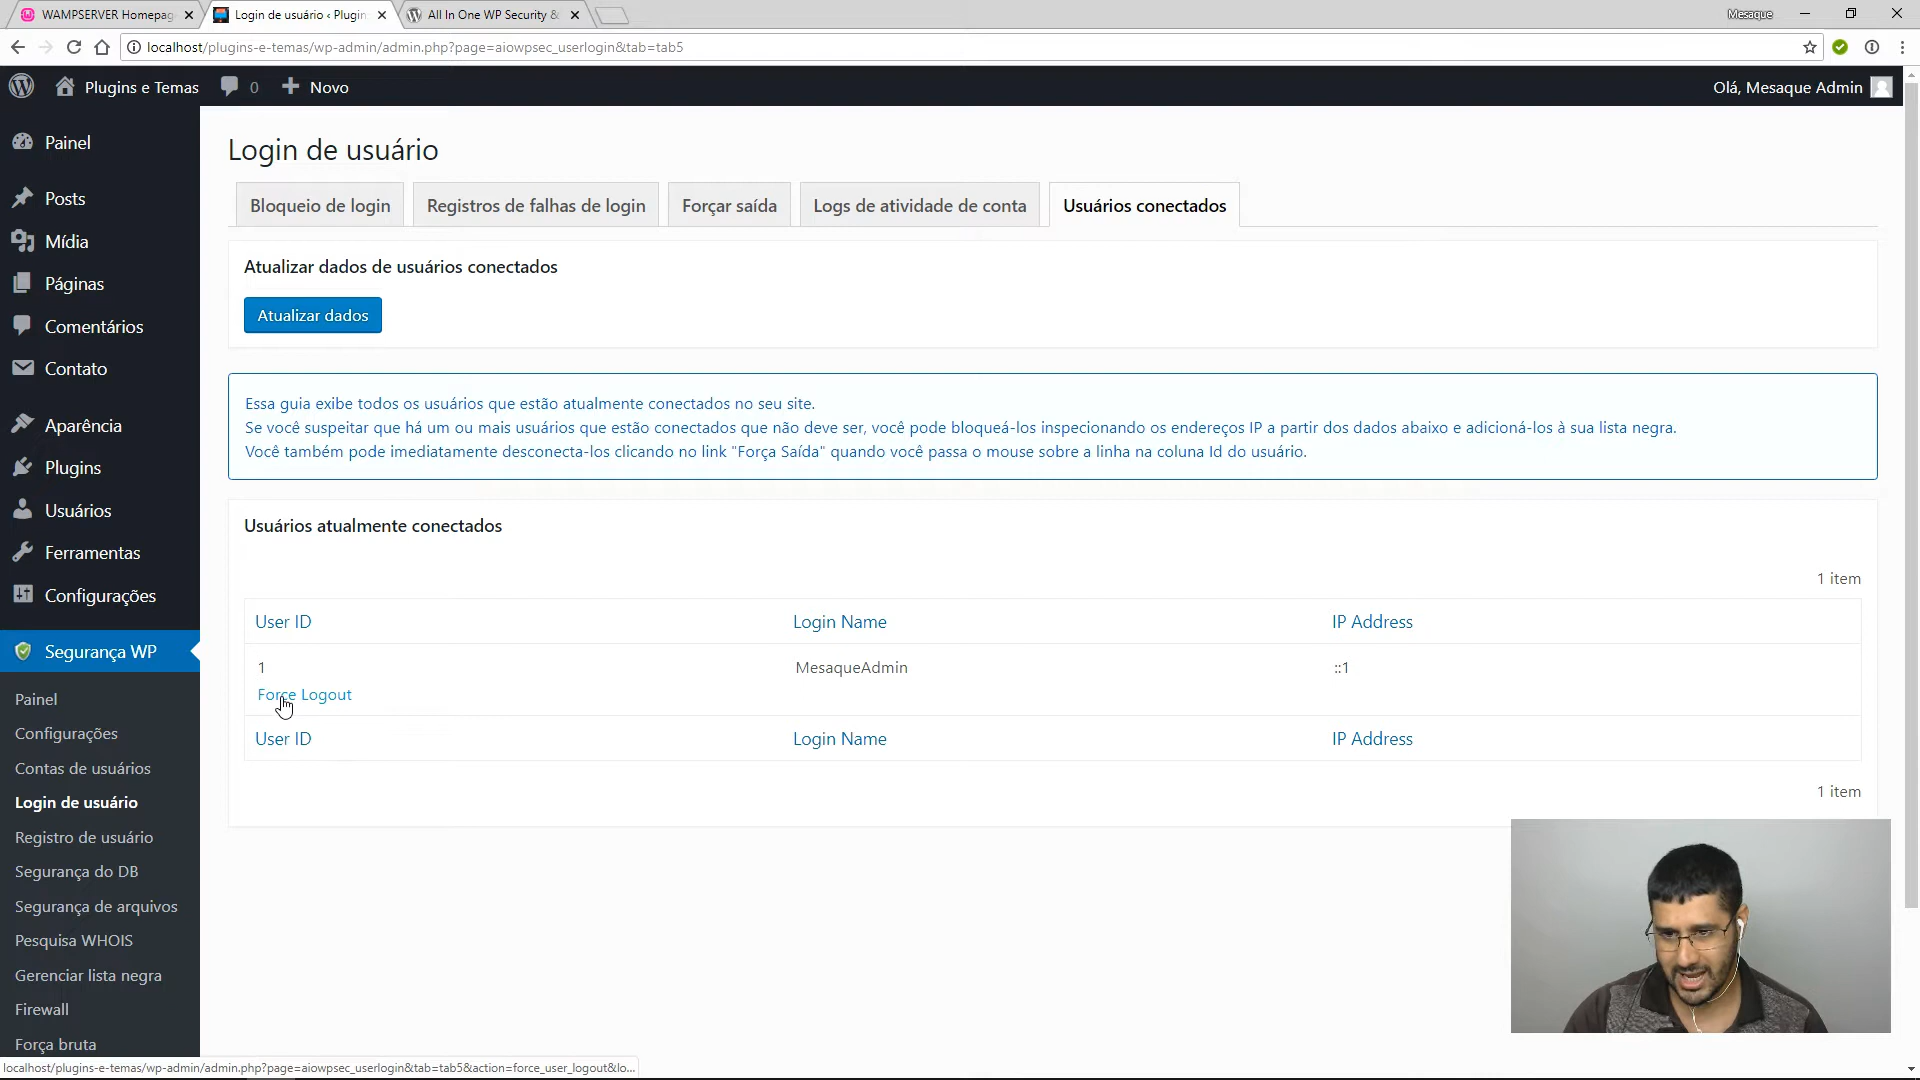 WAMPSERVER Homepag
Login de usuário ‹ Plugin
All In One WP Security &
Mesaque
localhost/plugins-e-temas/wp-admin/admin.php?page=aiowpsec_userlogin&tab=tab5
Plugins e Temas
0
Novo
Olá, Mesaque Admin
Painel
Posts
Mídia
Páginas
Comentários
Contato
Aparência
Plugins
Usuários
Ferramentas
Configurações
Segurança WP
Painel
Configurações
Contas de usuários
Login de usuário
Registro de usuário
Segurança do DB
Segurança de arquivos
Pesquisa WHOIS
Gerenciar lista negra
Firewall
Força bruta
Login de usuário
Bloqueio de login
Registros de falhas de login
Forçar saída
Logs de atividade de conta
Usuários conectados
Atualizar dados de usuários conectados
Atualizar dados
Essa guia exibe todos os usuários que estão atualmente conectados no seu site.
Se você suspeitar que há um ou mais usuários que estão conectados que não deve ser, você pode bloqueá-los inspecionando os endereços IP a partir dos dados abaixo e adicioná-los à sua lista negra.
Você também pode imediatamente desconecta-los clicando no link "Força Saída" quando você passa o mouse sobre a linha na coluna Id do usuário.
Usuários atualmente conectados
1 item
User ID Login Name IP Address
1 MesaqueAdmin ::1
Force Logout
User ID Login Name IP Address
1 item
localhost/plugins-e-temas/wp-admin/admin.php?page=aiowpsec_userlogin&tab=tab5&action=force_user_logout&lo...